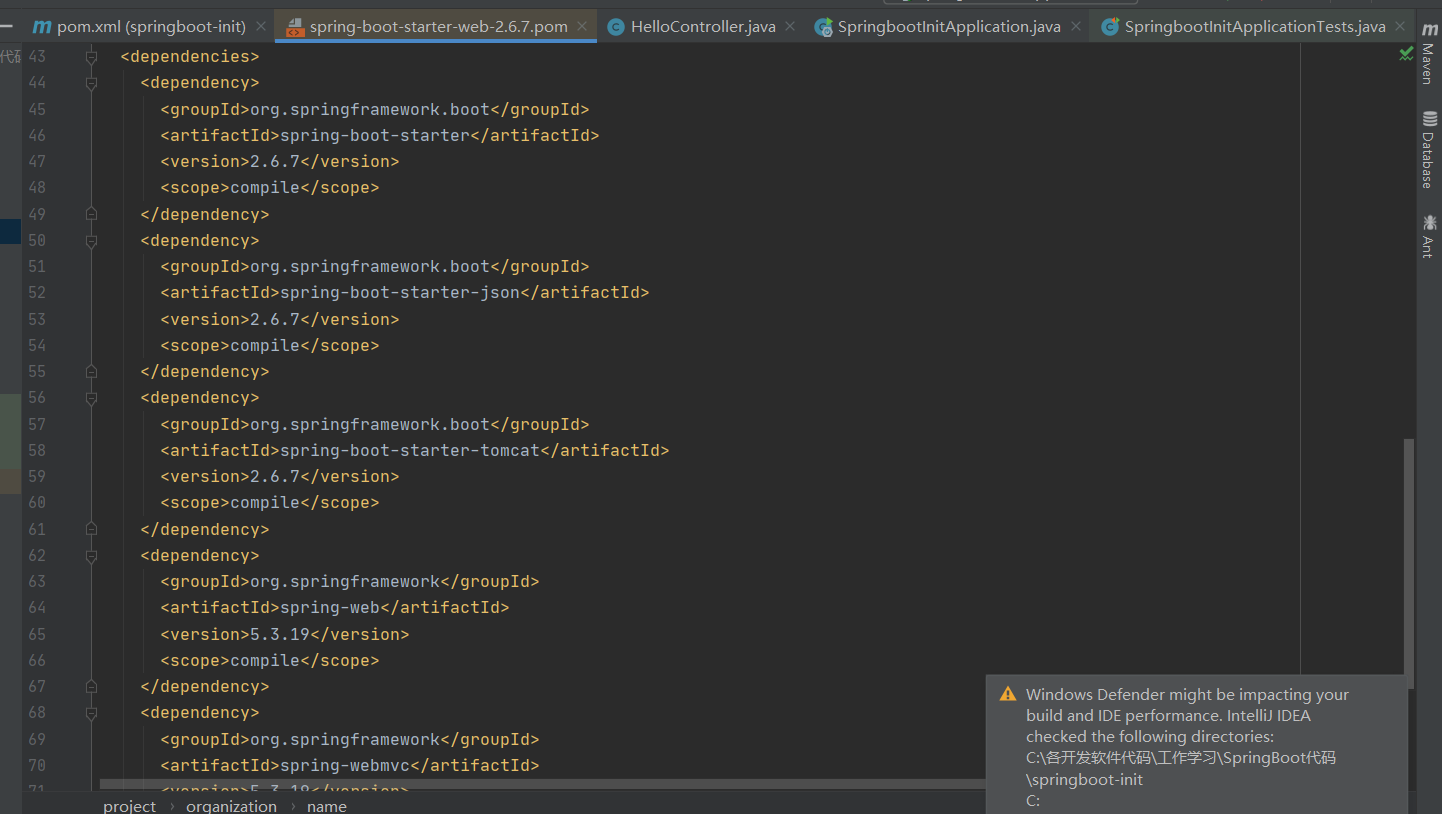 pom.xml (springboot-init)
spring-boot-starter-web-2.6.7.pom
HelloController.java
SpringbootInitApplication.java
SpringbootInitApplicationTests.java
代码
43 <dependencies>
44 <dependency>
45 <groupId>org.springframework.boot</groupId>
46 <artifactId>spring-boot-starter</artifactId>
47 <version>2.6.7</version>
48 <scope>compile</scope>
49 </dependency>
50 <dependency>
51 <groupId>org.springframework.boot</groupId>
52 <artifactId>spring-boot-starter-json</artifactId>
53 <version>2.6.7</version>
54 <scope>compile</scope>
55 </dependency>
56 <dependency>
57 <groupId>org.springframework.boot</groupId>
58 <artifactId>spring-boot-starter-tomcat</artifactId>
59 <version>2.6.7</version>
60 <scope>compile</scope>
61 </dependency>
62 <dependency>
63 <groupId>org.springframework</groupId>
64 <artifactId>spring-web</artifactId>
65 <version>5.3.19</version>
66 <scope>compile</scope>
67 </dependency>
68 <dependency>
69 <groupId>org.springframework</groupId>
70 <artifactId>spring-webmvc</artifactId>
71 <version>5.3.19</version>
project › organization › name
Maven
Database
Ant
Windows Defender might be impacting your
build and IDE performance. IntelliJ IDEA
checked the following directories:
C:\各开发软件代码\工作学习\SpringBoot代码
\springboot-init
C: